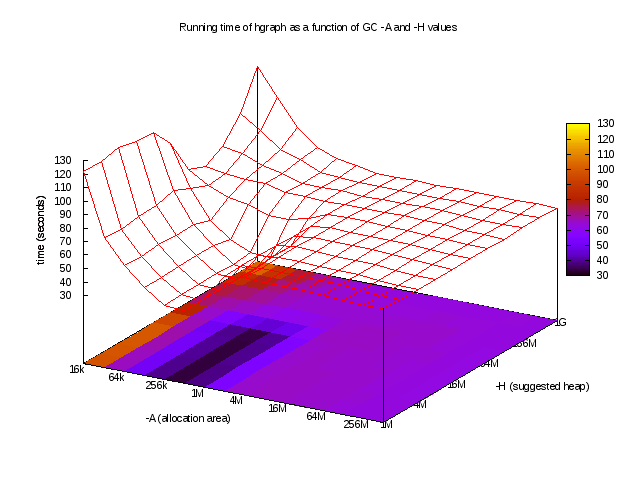 Running time of hgraph as a function of GC -A and -H values
time (seconds)
130
120
110
100
90
80
70
60
50
40
30
130
120
110
100
90
80
70
60
50
40
30
16k
64k
256k
1M
4M
16M
64M
256M
-A (allocation area)
1M
4M
16M
64M
256M
1G
-H (suggested heap)